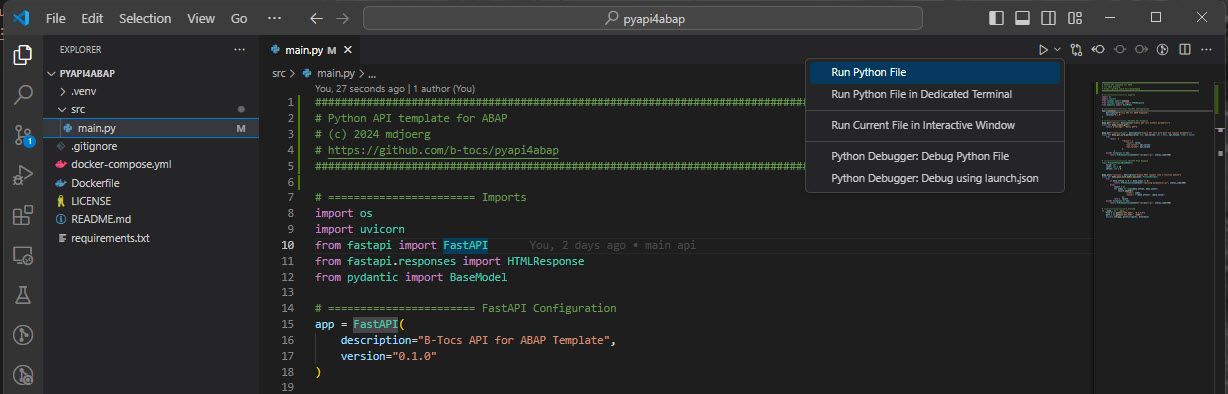 File Edit Selection View Go ··· pyapi4abap
EXPLORER ···
PYAPI4ABAP
.venv
src
main.py M
.gitignore
docker-compose.yml
Dockerfile
LICENSE
README.md
requirements.txt
1
main.py M
src > main.py > ...
You, 27 seconds ago | 1 author (You)
1 ############################################################################
2 # Python API template for ABAP
3 # (c) 2024 mdjoerg
4 # https://github.com/b-tocs/pyapi4abap
5 ############################################################################
6
7 # ======================= Imports
8 import os
9 import uvicorn
10 from fastapi import FastAPI You, 2 days ago • main api
11 from fastapi.responses import HTMLResponse
12 from pydantic import BaseModel
13
14 # ======================= FastAPI Configuration
15 app = FastAPI(
16 description="B-Tocs API for ABAP Template",
17 version="0.1.0"
18 )
19
Run Python File
Run Python File in Dedicated Terminal
Run Current File in Interactive Window
Python Debugger: Debug Python File
Python Debugger: Debug using launch.json